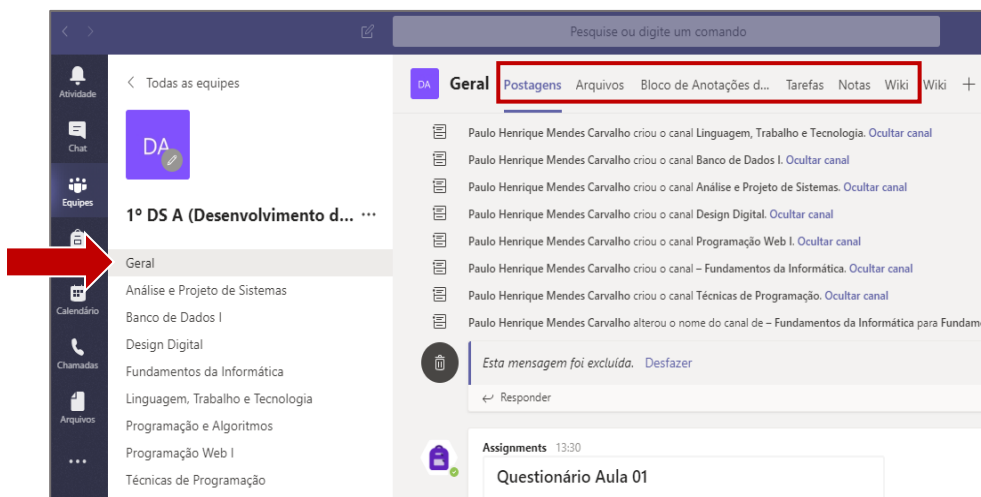 Pesquise ou digite um comando
Atividade
Chat
Equipes
Calendário
Chamadas
Arquivos
Todas as equipes
DA
1º DS A (Desenvolvimento d... ...
Geral
Análise e Projeto de Sistemas
Banco de Dados I
Design Digital
Fundamentos da Informática
Linguagem, Trabalho e Tecnologia
Programação e Algoritmos
Programação Web I
Técnicas de Programação
DA Geral Postagens Arquivos Bloco de Anotações d... Tarefas Notas Wiki Wiki +
Paulo Henrique Mendes Carvalho criou o canal Linguagem, Trabalho e Tecnologia. Ocultar canal
Paulo Henrique Mendes Carvalho criou o canal Banco de Dados I. Ocultar canal
Paulo Henrique Mendes Carvalho criou o canal Análise e Projeto de Sistemas. Ocultar canal
Paulo Henrique Mendes Carvalho criou o canal Design Digital. Ocultar canal
Paulo Henrique Mendes Carvalho criou o canal Programação Web I. Ocultar canal
Paulo Henrique Mendes Carvalho criou o canal – Fundamentos da Informática. Ocultar canal
Paulo Henrique Mendes Carvalho criou o canal Técnicas de Programação. Ocultar canal
Paulo Henrique Mendes Carvalho alterou o nome do canal de – Fundamentos da Informática para Fundam
Esta mensagem foi excluída. Desfazer
Responder
Assignments 13:30
Questionário Aula 01